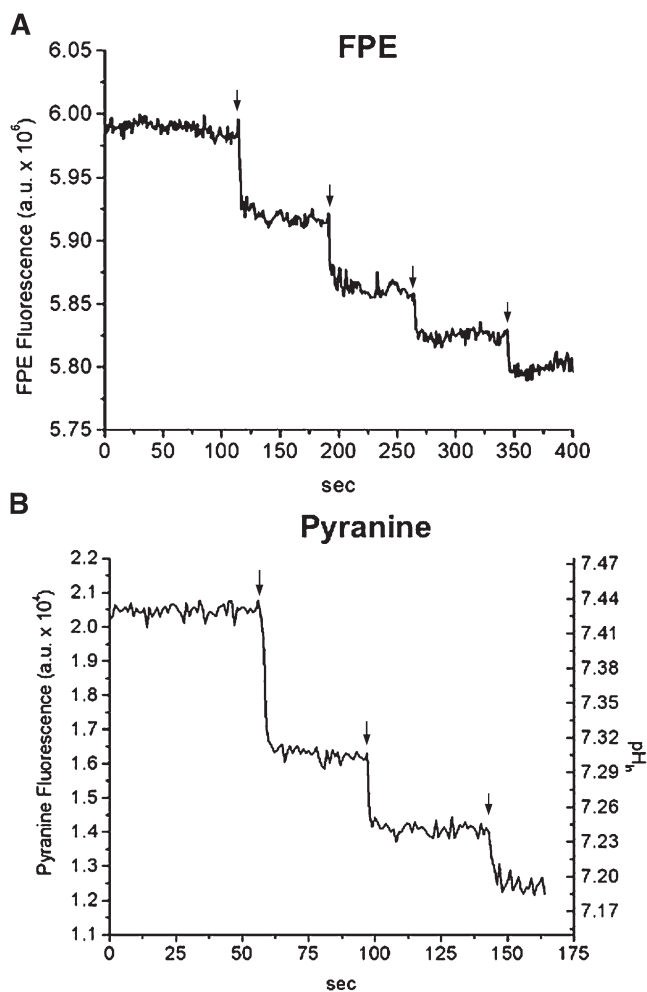 A
FPE
FPE Fluorescence (a.u. x 10⁶)
6.05
6.00
5.95
5.90
5.85
5.80
5.75
0 50 100 150 200 250 300 350 400
sec
B
Pyranine
Pyranine Fluorescence (a.u. x 10⁴)
2.2
2.1
2.0
1.9
1.8
1.7
1.6
1.5
1.4
1.3
1.2
1.1
7.47
7.44
7.41
7.38
7.35
7.32
7.29
7.26
7.23
7.20
7.17
pHₕ
0 25 50 75 100 125 150 175
sec